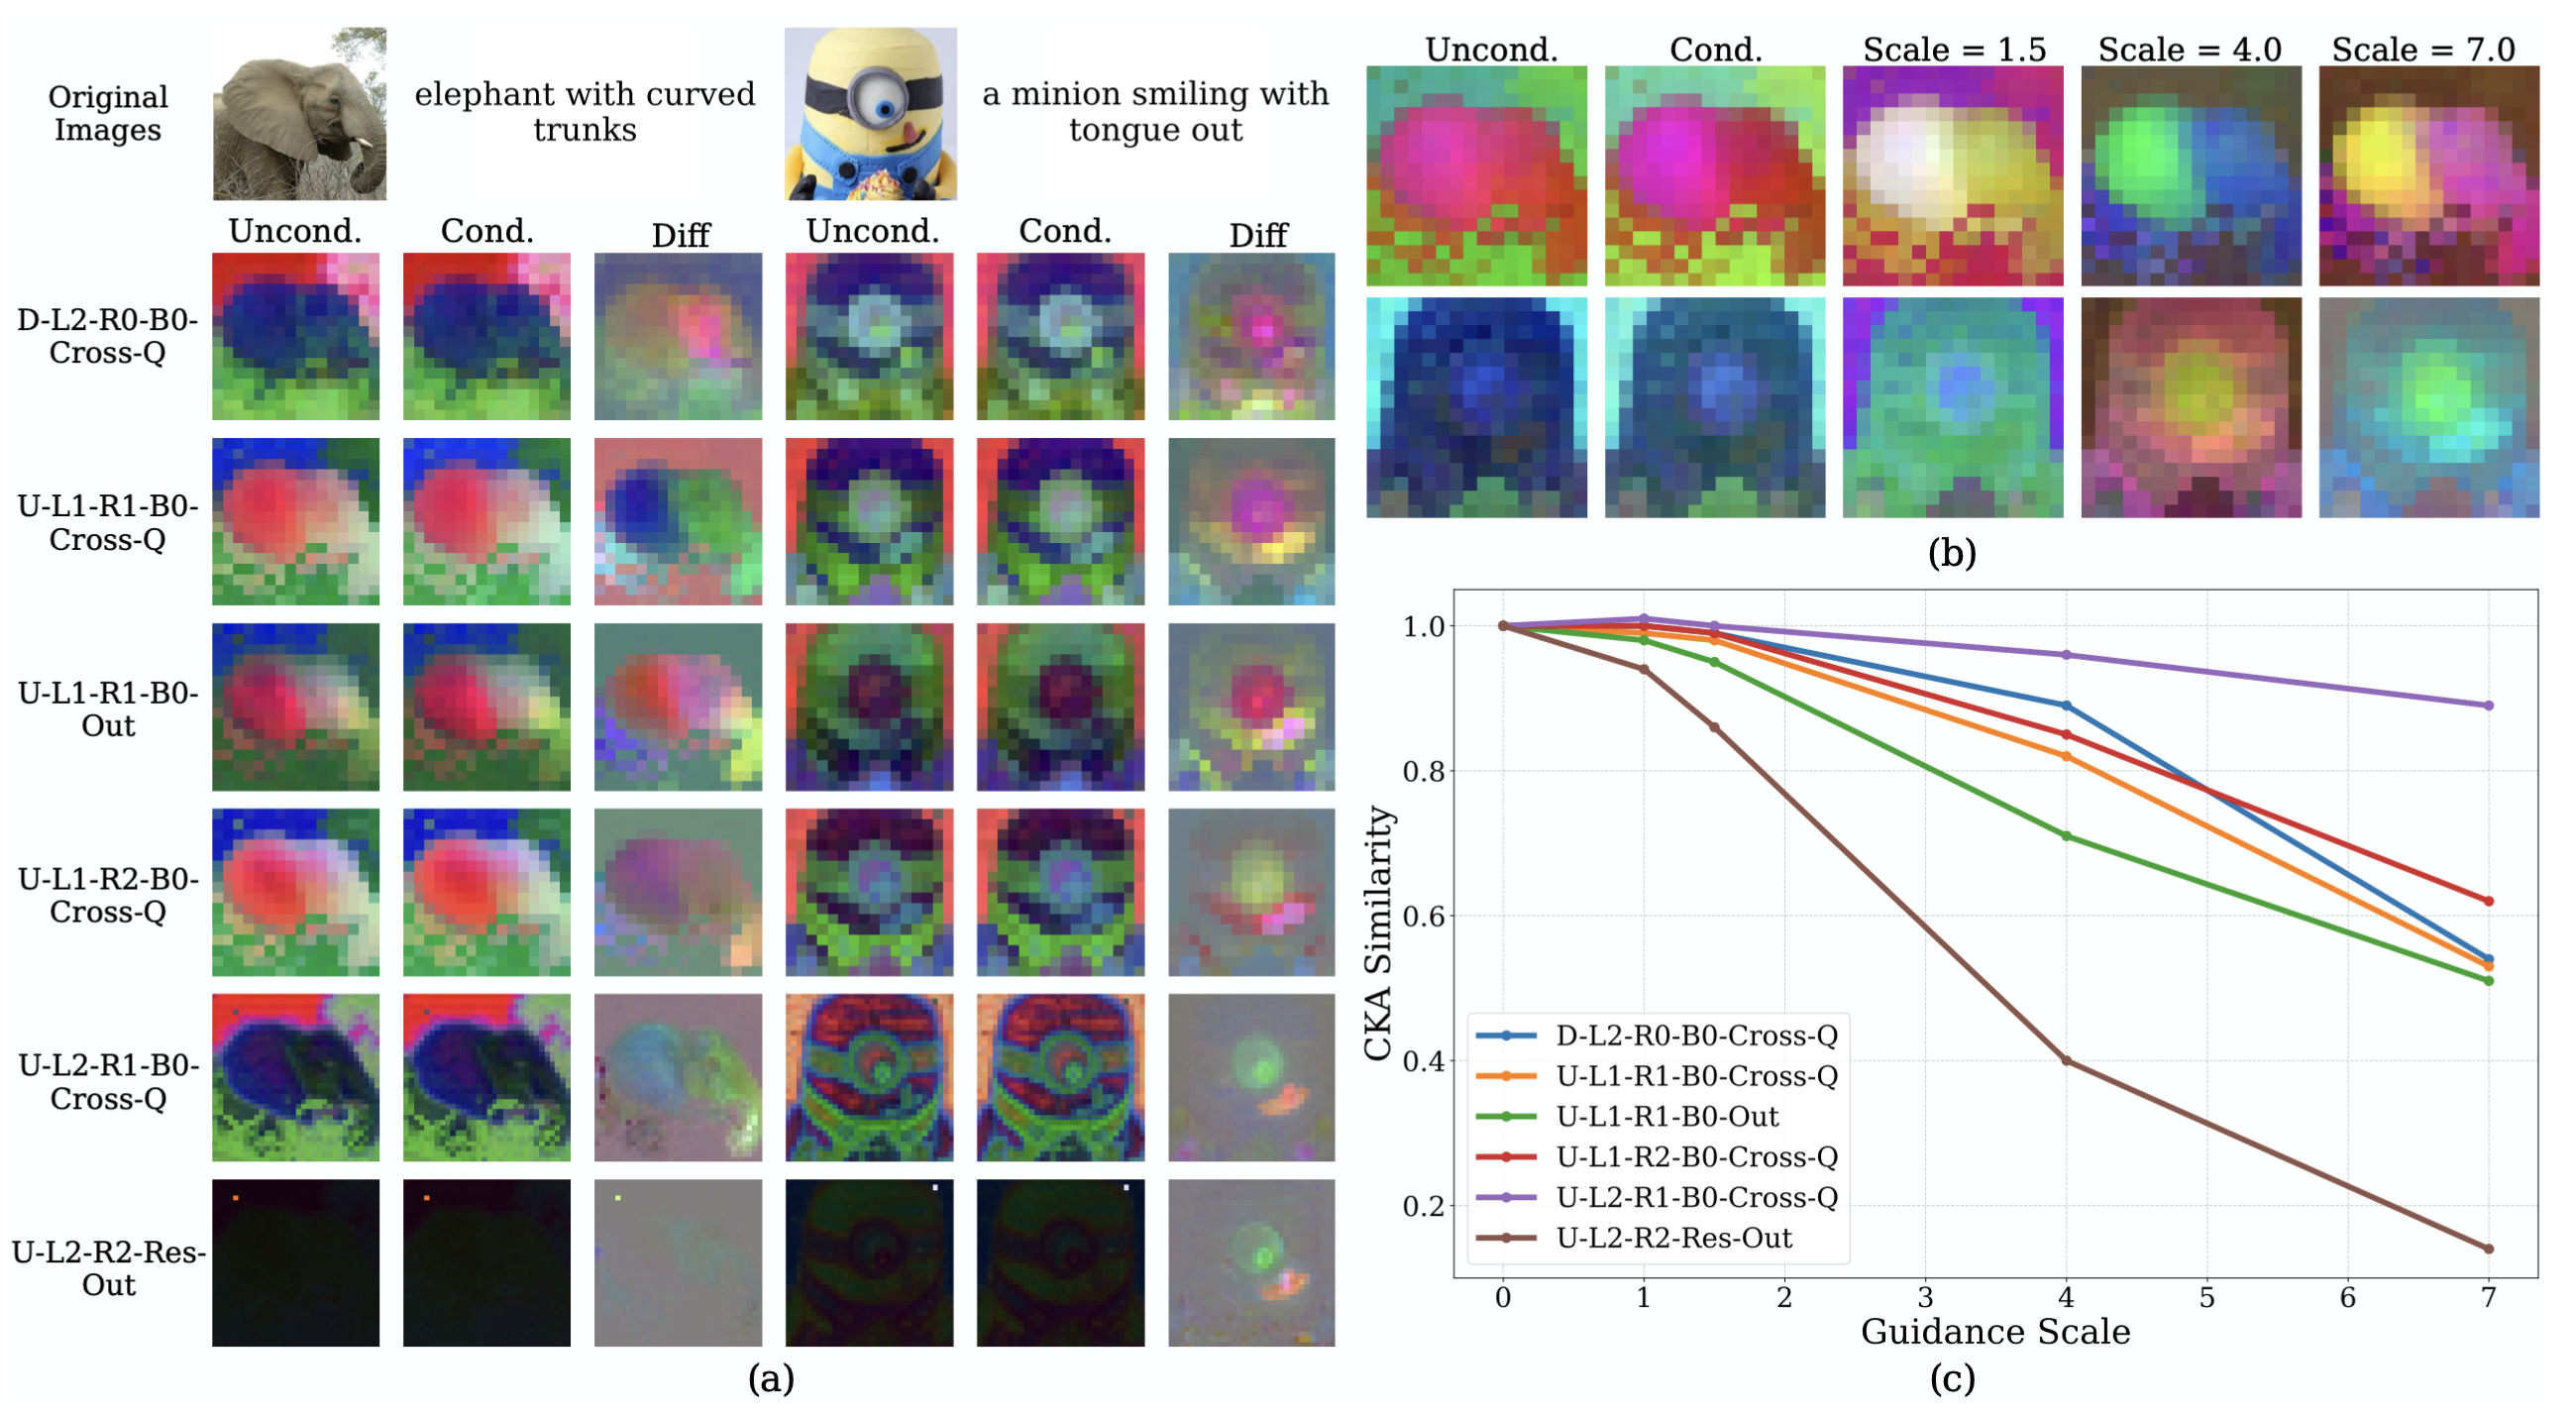 Original
Images
elephant with curved
trunks
a minion smiling with
tongue out
Uncond.
Cond.
Diff
Uncond.
Cond.
Diff
D-L2-R0-B0-
Cross-Q
U-L1-R1-B0-
Cross-Q
U-L1-R1-B0-
Out
U-L1-R2-B0-
Cross-Q
U-L2-R1-B0-
Cross-Q
U-L2-R2-Res-
Out
(a)
Uncond.
Cond.
Scale = 1.5
Scale = 4.0
Scale = 7.0
(b)
CKA Similarity
1.0
0.8
0.6
0.4
0.2
D-L2-R0-B0-Cross-Q
U-L1-R1-B0-Cross-Q
U-L1-R1-B0-Out
U-L1-R2-B0-Cross-Q
U-L2-R1-B0-Cross-Q
U-L2-R2-Res-Out
0 1 2 3 4 5 6 7
Guidance Scale
(c)